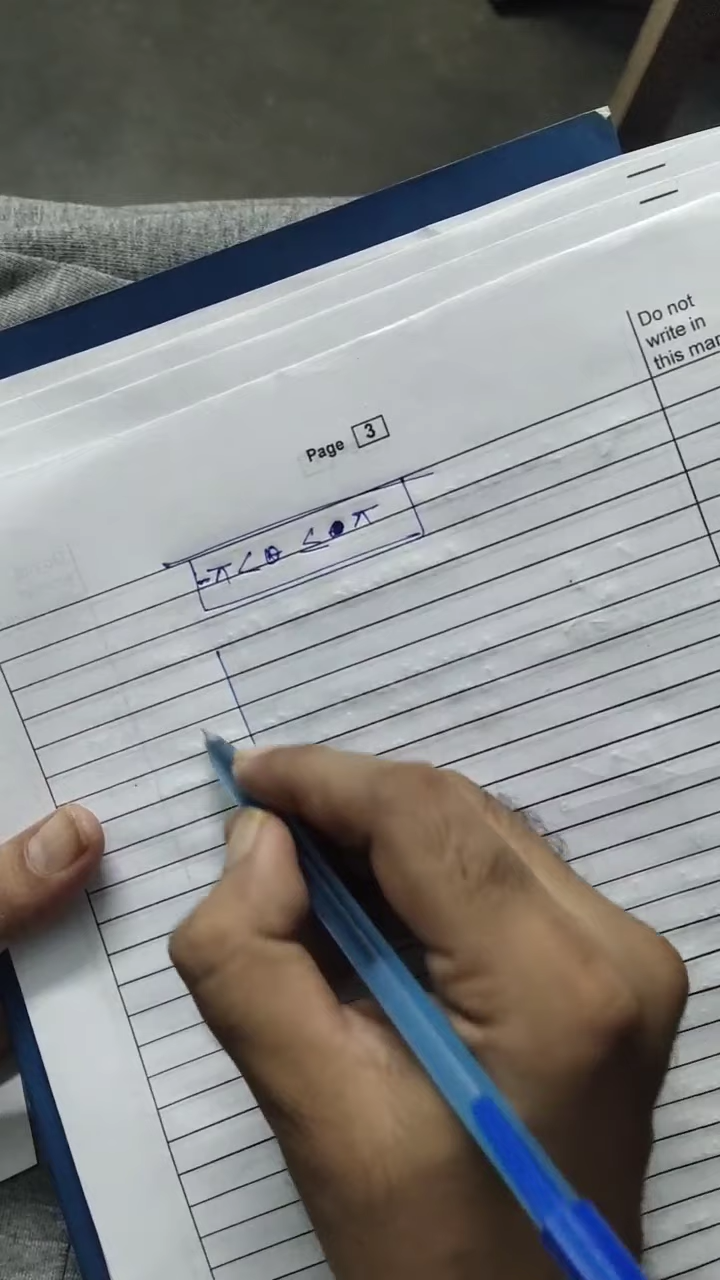 Do not
write in
this mar
Page 3
-π < θ ≤ π